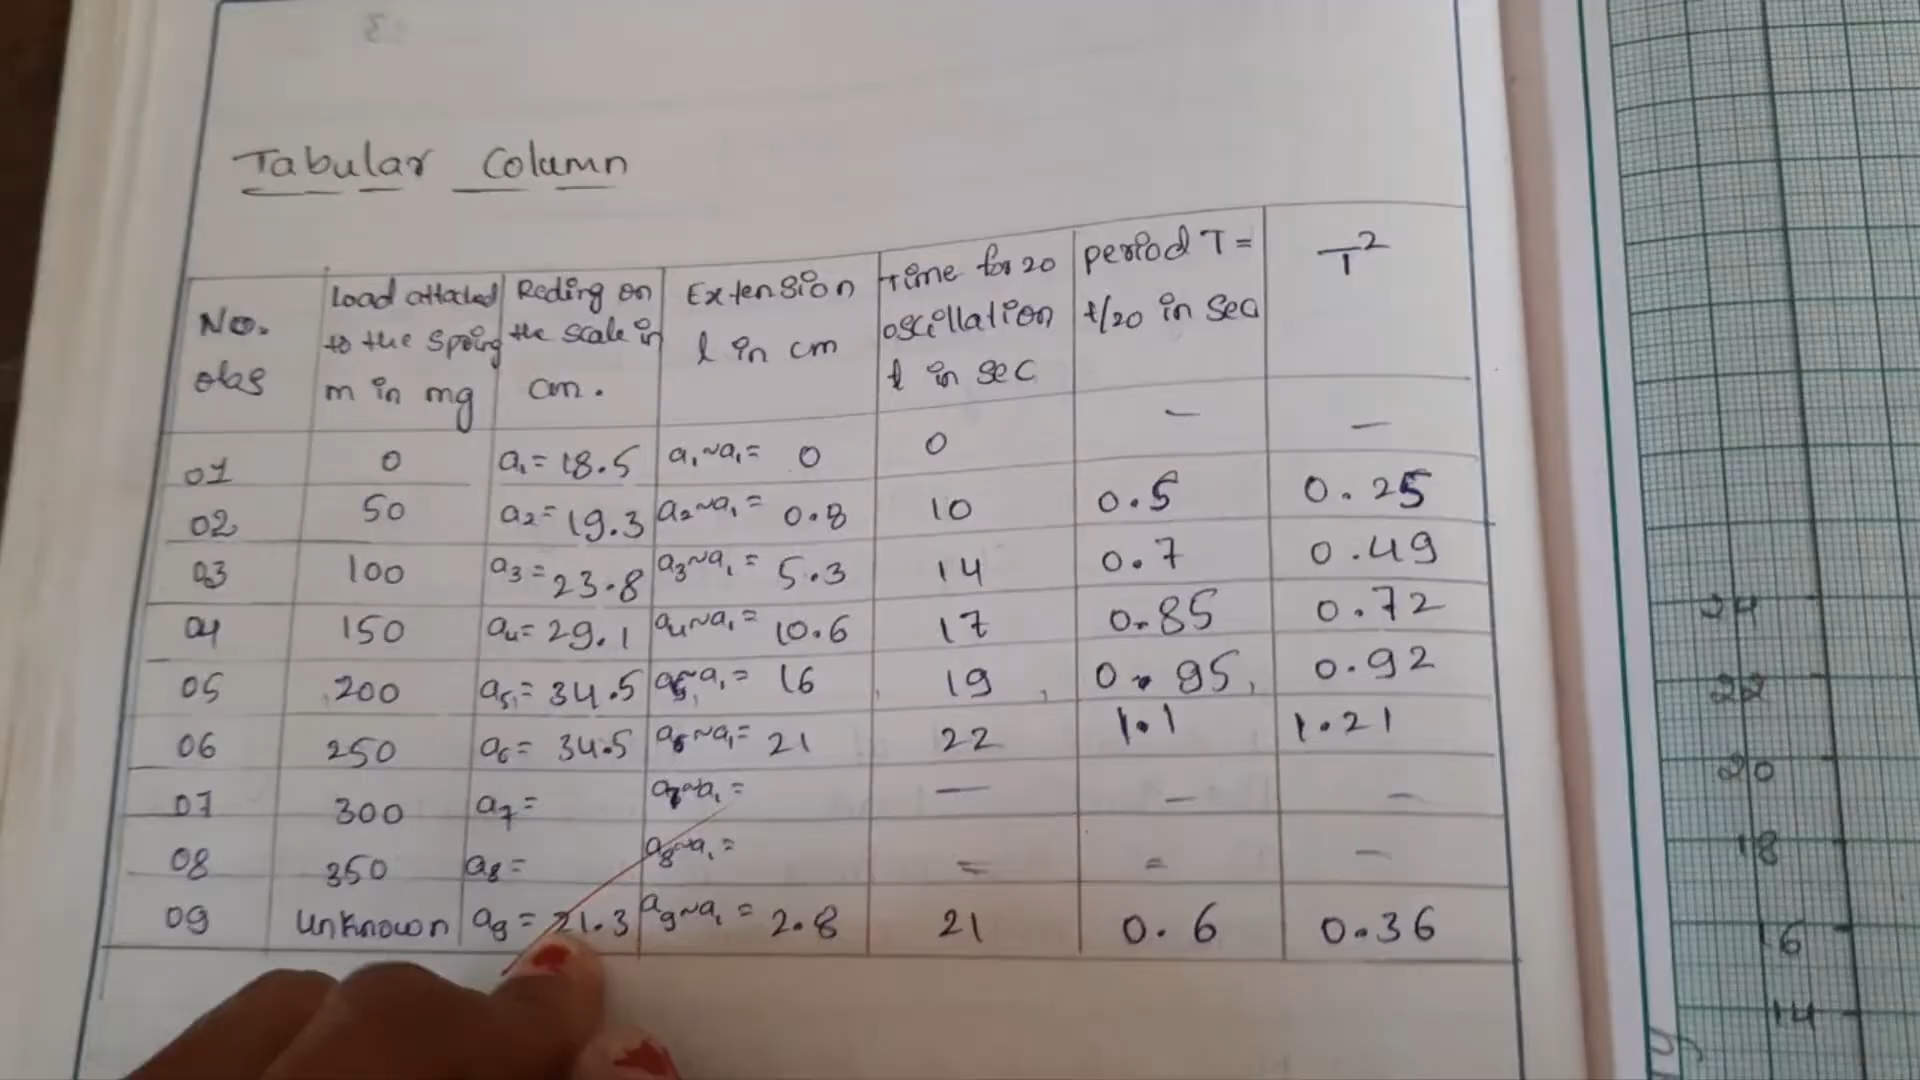 Tabular Column
No. obs
Load attached to the spring m in mg
Reding on the scale in cm.
Extension l in cm
Time for 20 oscillation t in sec
period T = t/20 in sec
T²
01 0 a₁= 18.5 a₁~a₁= 0 0 — —
02 50 a₂= 19.3 a₂~a₁= 0.8 10 0.5 0.25
03 100 a₃= 23.8 a₃~a₁= 5.3 14 0.7 0.49
04 150 a₄= 29.1 a₄~a₁= 10.6 17 0.85 0.72
05 200 a₅= 34.5 a₅~a₁= 16 19 0.95 0.92
06 250 a₆= 34.5 a₆~a₁= 21 22 1.1 1.21
07 300 a₇= a₇~a₁= — — —
08 350 a₈= a₈~a₁= = = —
09 unknown a₉= 21.3 a₉~a₁= 2.8 21 0.6 0.36
24
22
20
18
16
14